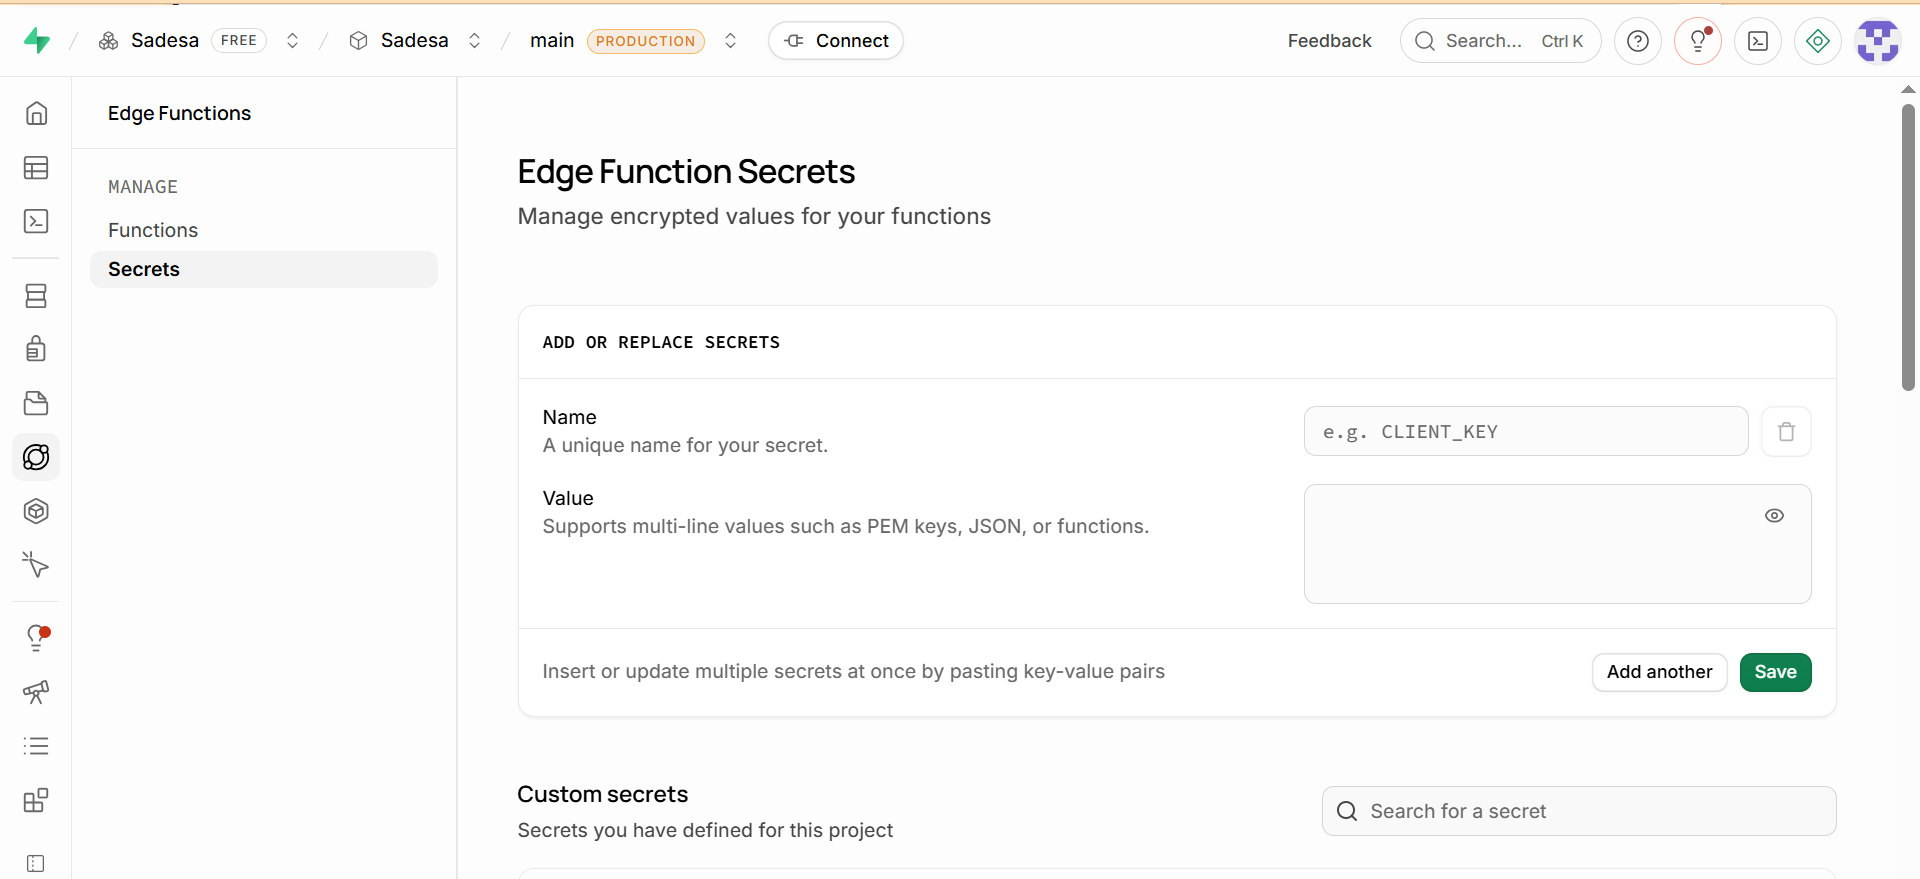 Sadesa FREE Sadesa main PRODUCTION Connect Feedback Search... Ctrl K
Edge Functions
MANAGE
Functions
Secrets
Edge Function Secrets
Manage encrypted values for your functions
ADD OR REPLACE SECRETS
Name
A unique name for your secret.
e.g. CLIENT_KEY
Value
Supports multi-line values such as PEM keys, JSON, or functions.
Insert or update multiple secrets at once by pasting key-value pairs
Add another Save
Custom secrets
Secrets you have defined for this project
Search for a secret